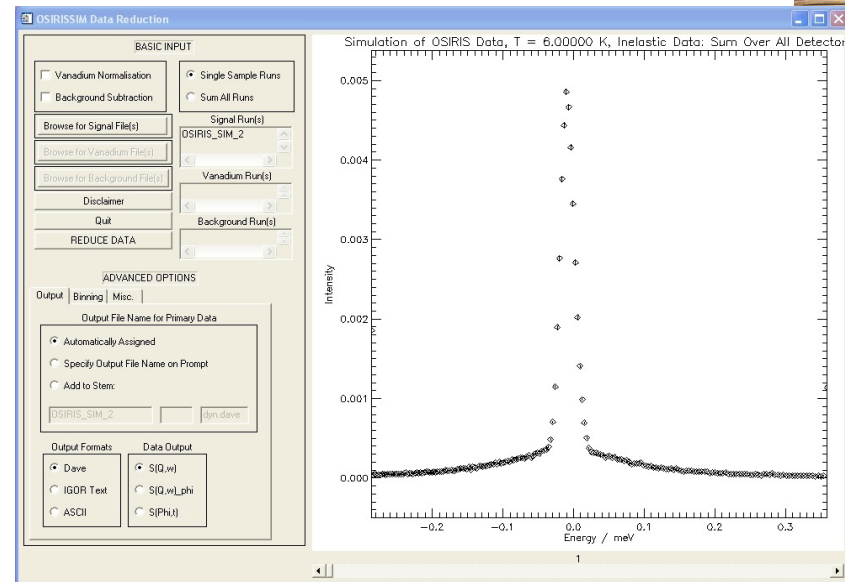 OSIRISSIM Data Reduction
BASIC INPUT
Vanadium Normalisation
Background Subtraction
Single Sample Runs
Sum All Runs
Browse for Signal File(s)
Browse for Vanadium File(s)
Browse for Background File(s)
Disclaimer
Quit
REDUCE DATA
Signal Run(s)
OSIRIS_SIM_2
Vanadium Run(s)
Background Run(s)
ADVANCED OPTIONS
Output Binning Misc.
Output File Name for Primary Data
Automatically Assigned
Specify Output File Name on Prompt
Add to Stem:
OSIRIS_SIM_2 dyn.dave
Output Formats
Dave
IGOR Text
ASCII
Data Output
S(Q,w)
S(Q,w)_phi
S(Phi,t)
Simulation of OSIRIS Data, T = 6.00000 K, Inelastic Data: Sum Over All Detector
Intensity
0.005
0.004
0.003
0.002
0.001
0.000
-0.2 -0.1 0.0 0.1 0.2 0.3
Energy / meV
1